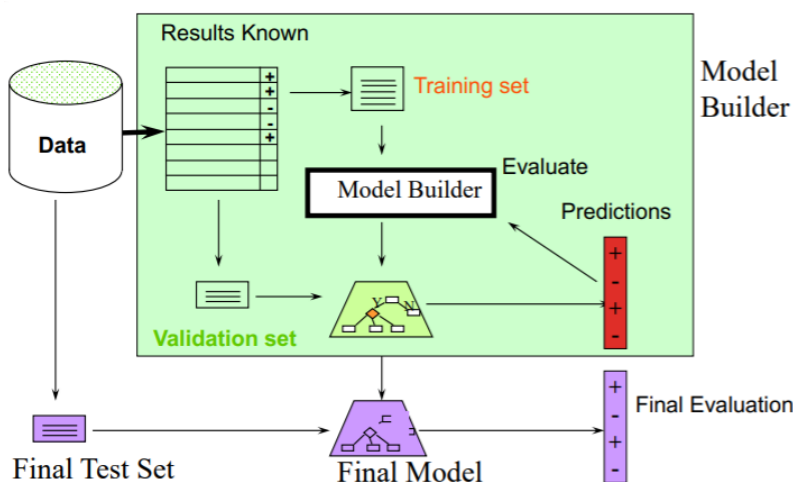 Results Known
+
+
-
-
+
Training set
Model
Builder
Data
Model Builder
Evaluate
Predictions
+
-
+
-
Y
N
Validation set
+
-
+
-
Final Evaluation
Final Test Set
Final Model